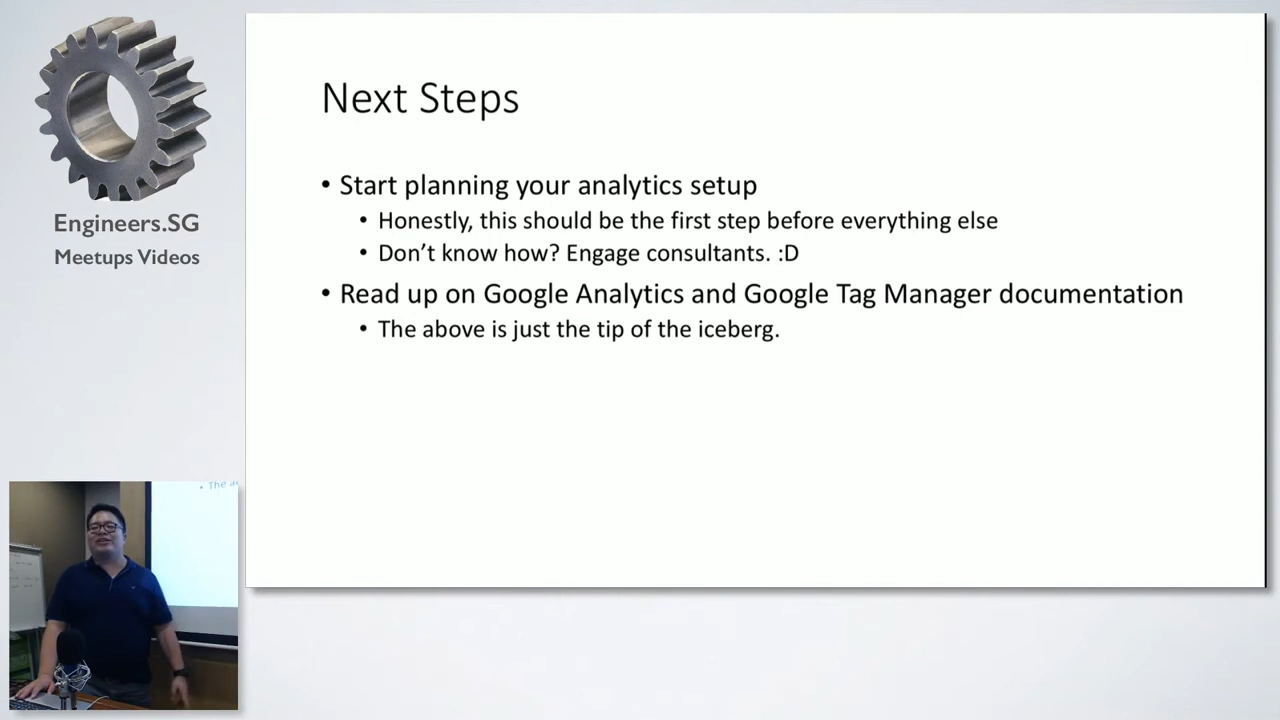 Engineers.SG
Meetups Videos
Next Steps
• Start planning your analytics setup
• Honestly, this should be the first step before everything else
• Don’t know how? Engage consultants. :D
• Read up on Google Analytics and Google Tag Manager documentation
• The above is just the tip of the iceberg.